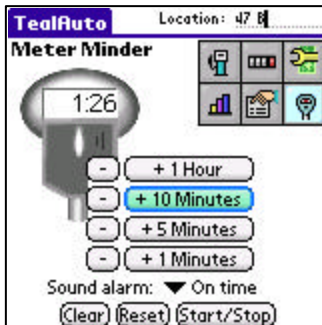 TealAuto
Location: 47 B
Meter Minder
1:26
- + 1 Hour
- + 10 Minutes
- + 5 Minutes
- + 1 Minutes
Sound alarm: On time
Clear Reset Start/Stop